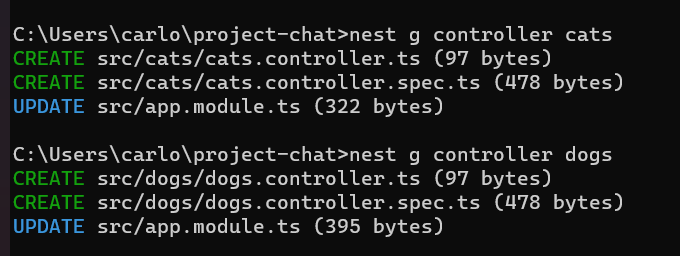 C:\Users\carlo\project-chat>nest g controller cats
CREATE src/cats/cats.controller.ts (97 bytes)
CREATE src/cats/cats.controller.spec.ts (478 bytes)
UPDATE src/app.module.ts (322 bytes)
C:\Users\carlo\project-chat>nest g controller dogs
CREATE src/dogs/dogs.controller.ts (97 bytes)
CREATE src/dogs/dogs.controller.spec.ts (478 bytes)
UPDATE src/app.module.ts (395 bytes)